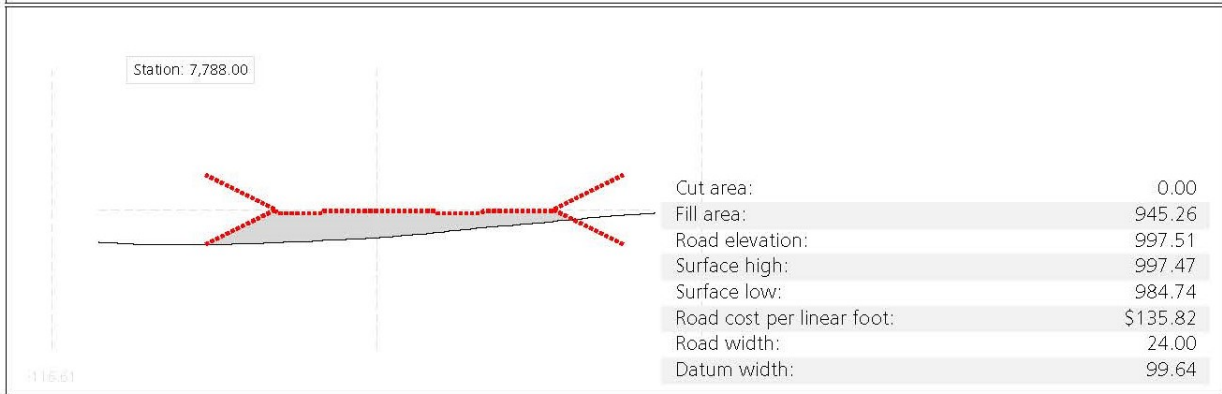 Station: 7,788.00
Cut area: 0.00
Fill area: 945.26
Road elevation: 997.51
Surface high: 997.47
Surface low: 984.74
Road cost per linear foot: $135.82
Road width: 24.00
Datum width: 99.64